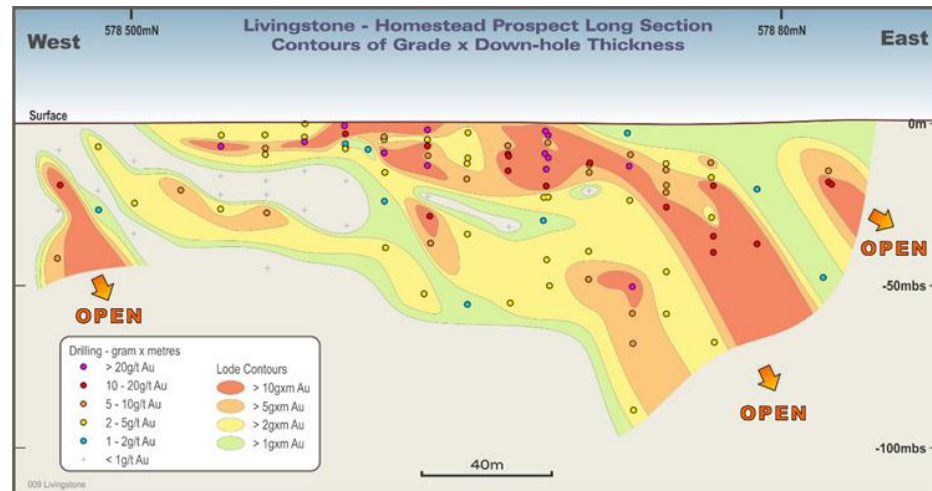 Livingstone - Homestead Prospect Long Section
Contours of Grade x Down-hole Thickness
West
578 500mN
578 80mN
East
Surface
0m
OPEN
-50mbs
OPEN
OPEN
-100mbs
Drilling - gram x metres
> 20g/t Au
10 - 20g/t Au
5 - 10g/t Au
2 - 5g/t Au
1 - 2g/t Au
< 1g/t Au
Lode Contours
> 10gxm Au
> 5gxm Au
> 2gxm Au
> 1gxm Au
40m
009 Livingstone